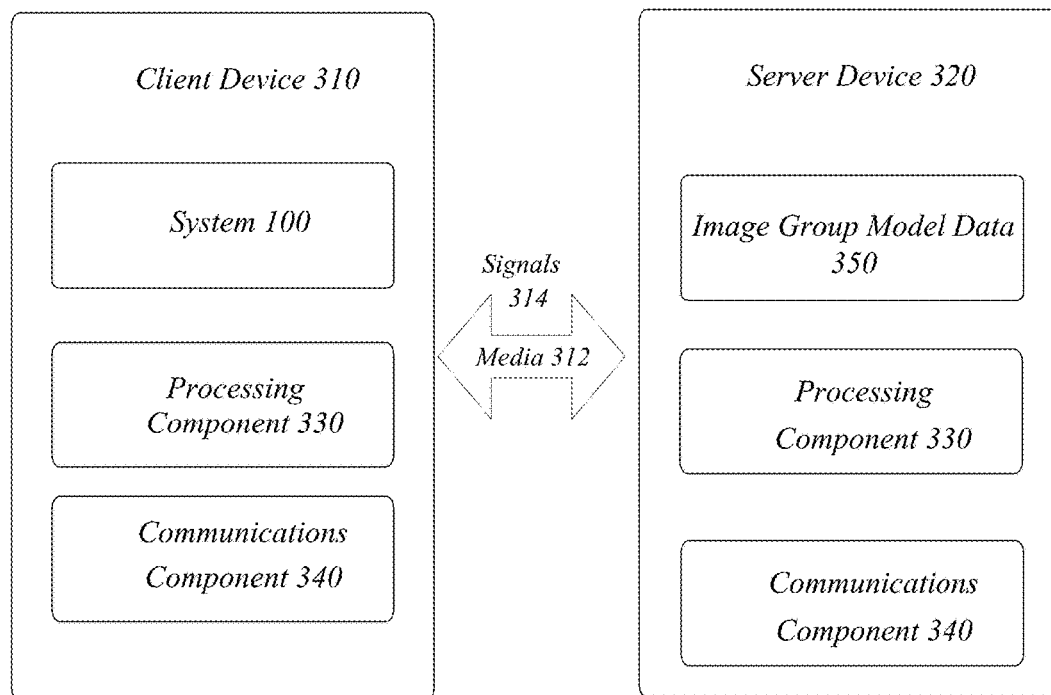 Client Device 310
System 100
Processing
Component 330
Communications
Component 340
Signals
314
Media 312
Server Device 320
Image Group Model Data
350
Processing
Component 330
Communications
Component 340